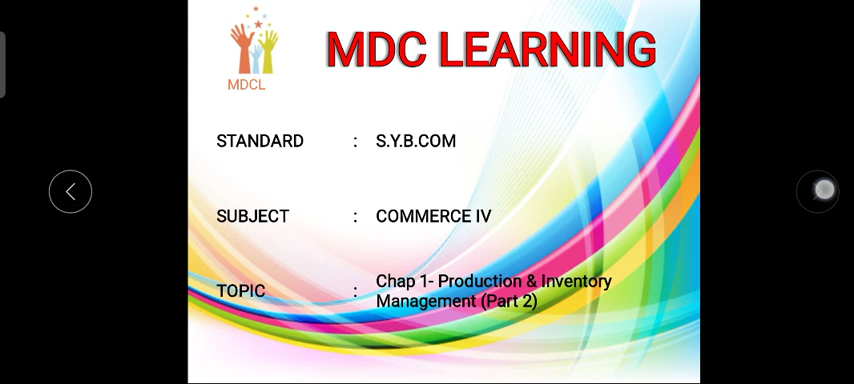 MDC LEARNING
MDCL
STANDARD : S.Y.B.COM
SUBJECT : COMMERCE IV
TOPIC : Chap 1- Production & Inventory
Management (Part 2)